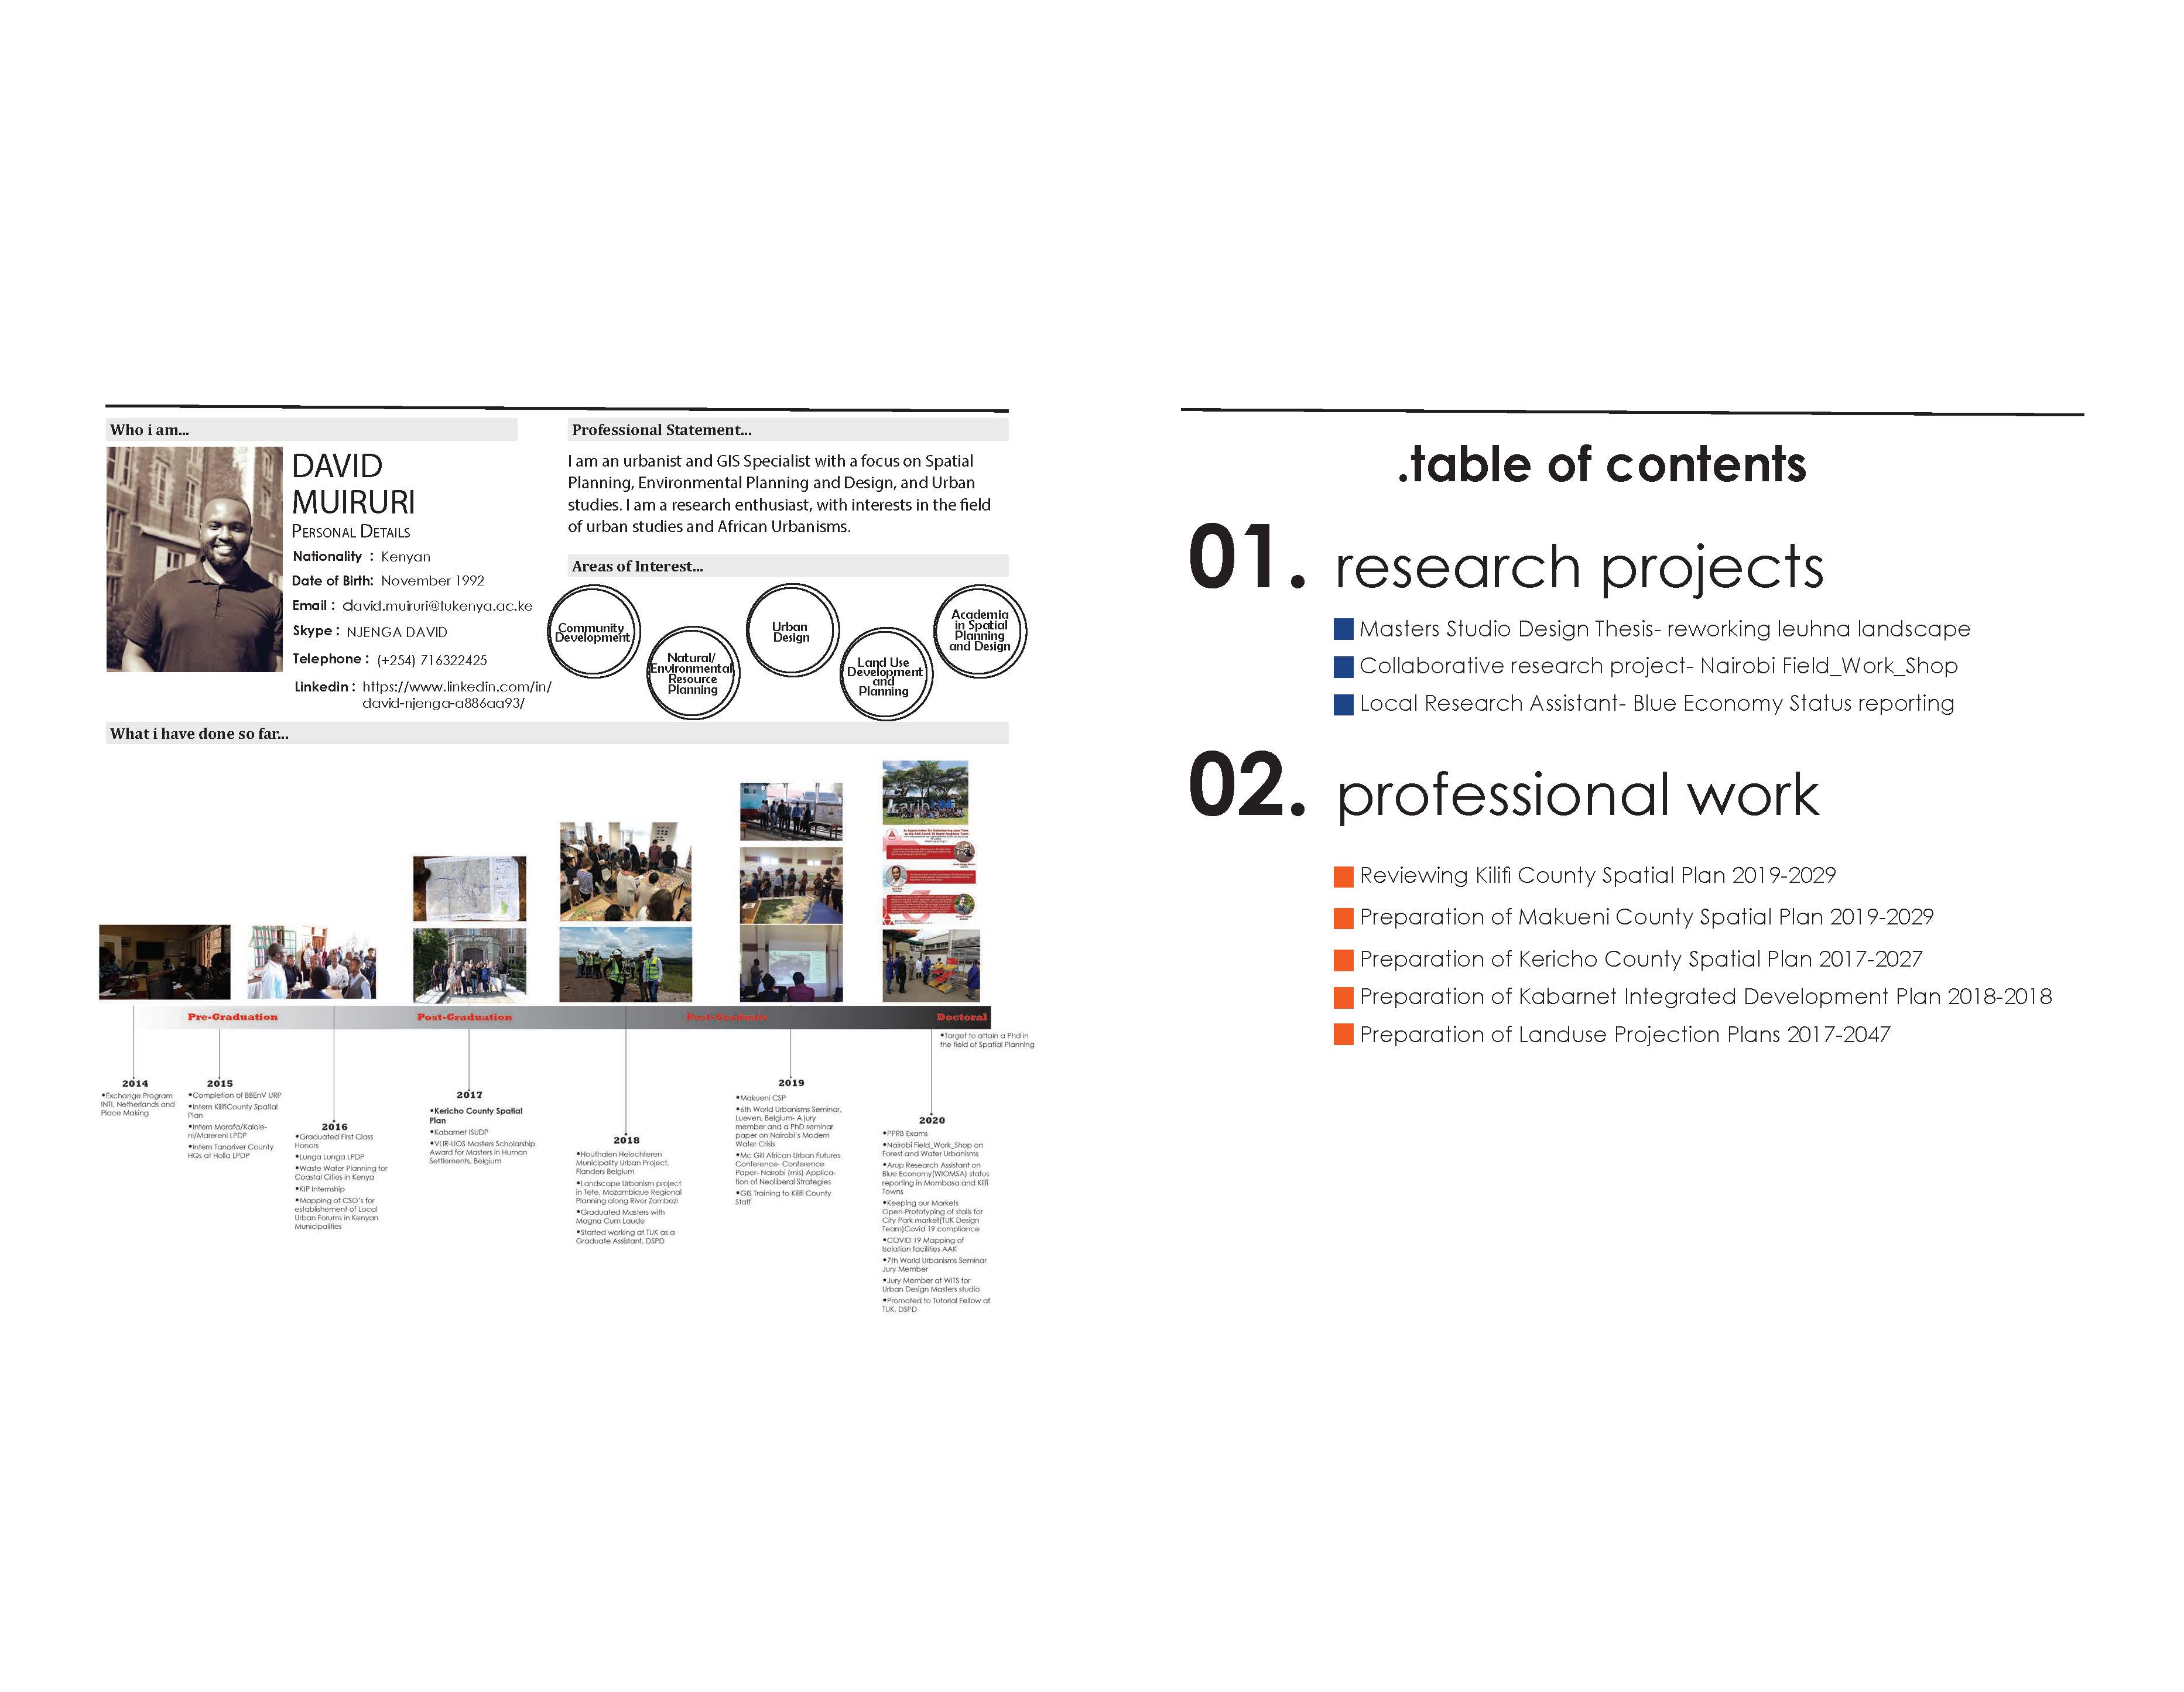 Who i am...
DAVID
MUIRURI
PERSONAL DETAILS
Nationality : Kenyan
Date of Birth: November 1992
Email : david.muiruri@tukenya.ac.ke
Skype : NJENGA DAVID
Telephone : (+254) 716322425
Linkedin : https://www.linkedin.com/in/
david-njenga-a886aa93/
Professional Statement...
I am an urbanist and GIS Specialist with a focus on Spatial
Planning, Environmental Planning and Design, and Urban
studies. I am a research enthusiast, with interests in the field
of urban studies and African Urbanisms.
Areas of Interest...
Community
Development
Natural/
Environmental
Resource
Planning
Urban
Design
Land Use
Development
and
Planning
Academia
in Spatial
Planning
and Design
What i have done so far...
Pre-Graduation
Post-Graduation
Doctoral
•Target to attain a Phd in
the field of Spatial Planning
2014
•Exchange Program
INTI, Netherlands and
Place Making
2015
•Completion of BBEnV URP
•Intern KilifiCounty Spatial
Plan
•Intern Marafa/Kalole-
ni/Marereni LPDP
•Intern Tanariver County
HQs at Holla LPDP
2016
•Graduated First Class
Honors
•Lunga Lunga LPDP
•Waste Water Planning for
Coastal Cities in Kenya
•KIP Internship
•Mapping of CSO's for
establishement of Local
Urban Forums in Kenyan
Municipalities
2017
•Kericho County Spatial
Plan
•Kabarnet ISUDP
•VLIR-UOS Masters Scholarship
Award for Masters in Human
Settlements, Belgium
2018
•Houthalen Helechteren
Municipality Urban Project,
Flanders Belgium
•Landscape Urbanism project
in Tete, Mozambique Regional
Planning along River Zambezi
•Graduated Masters with
Magna Cum Laude
•Started working at TUK as a
Graduate Assistant, DSPD
2019
•Makueni CSP
•6th World Urbanisms Seminar,
Lueven, Belgium- A jury
member and a PhD seminar
paper on Nairobi's Modern
Water Crisis
•Mc Gill African Urban Futures
Conference- Conference
Paper- Nairobi (mis) Applica-
tion of Neoliberal Strategies
•GIS Training to Kilifi County
Staff
2020
•PPRB Exams
•Nairobi Field_Work_Shop on
Forest and Water Urbanisms
•Arup Research Assistant on
Blue Economy(WIOMSA) status
reporting in Mombasa and Kilfi
Towns
•Keeping our Markets
Open-Prototyping of stalls for
City Park market(TUK Design
Team)Covid 19 compliance
•COVID 19 Mapping of
Isolation facilities AAK
•7th World Urbanisms Seminar
Jury Member
•Jury Member at WITS for
Urban Design Masters studio
•Promoted to Tutorial Fellow at
TUK, DSPD
.table of contents
01. research projects
Masters Studio Design Thesis- reworking leuhna landscape
Collaborative research project- Nairobi Field_Work_Shop
Local Research Assistant- Blue Economy Status reporting
02. professional work
Reviewing Kilifi County Spatial Plan 2019-2029
Preparation of Makueni County Spatial Plan 2019-2029
Preparation of Kericho County Spatial Plan 2017-2027
Preparation of Kabarnet Integrated Development Plan 2018-2018
Preparation of Landuse Projection Plans 2017-2047